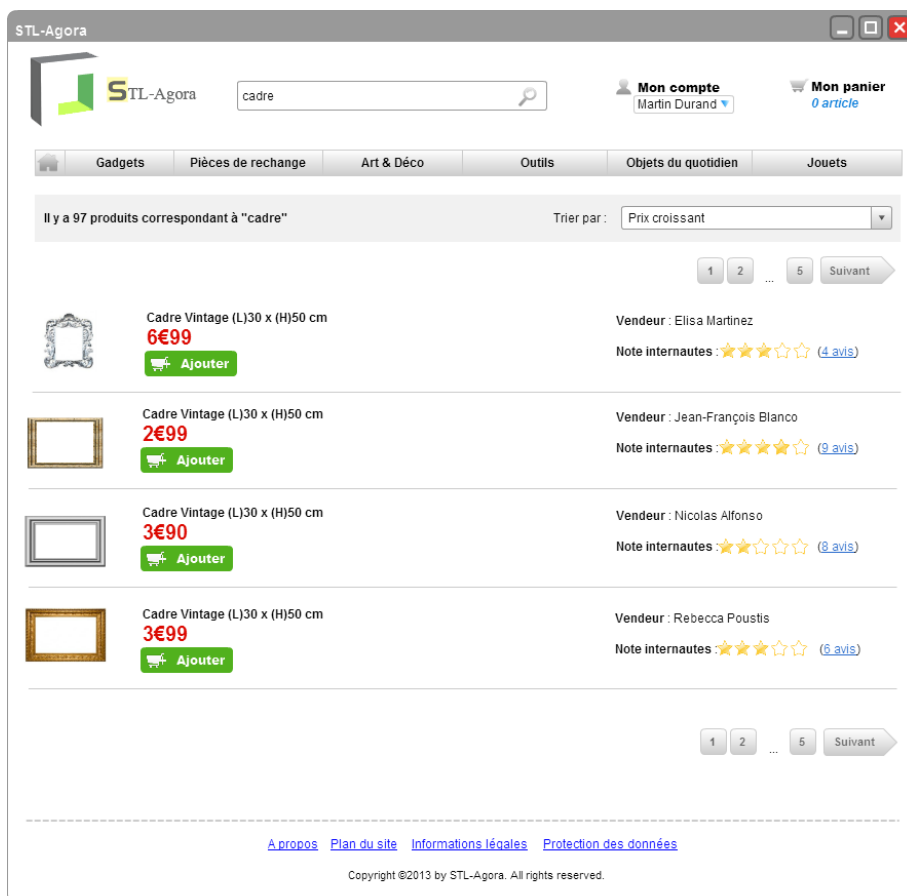 STL-Agora
STL-Agora
cadre
Mon compte
Martin Durand
Mon panier
0 article
Gadgets
Pièces de rechange
Art & Déco
Outils
Objets du quotidien
Jouets
Il y a 97 produits correspondant à "cadre"
Trier par :
Prix croissant
1 2 ... 5 Suivant
Cadre Vintage (L)30 x (H)50 cm
6€99
Ajouter
Vendeur : Elisa Martinez
Note internautes : (4 avis)
Cadre Vintage (L)30 x (H)50 cm
2€99
Ajouter
Vendeur : Jean-François Blanco
Note internautes : (9 avis)
Cadre Vintage (L)30 x (H)50 cm
3€90
Ajouter
Vendeur : Nicolas Alfonso
Note internautes : (8 avis)
Cadre Vintage (L)30 x (H)50 cm
3€99
Ajouter
Vendeur : Rebecca Poustis
Note internautes : (6 avis)
1 2 ... 5 Suivant
A propos Plan du site Informations légales Protection des données
Copyright ©2013 by STL-Agora. All rights reserved.